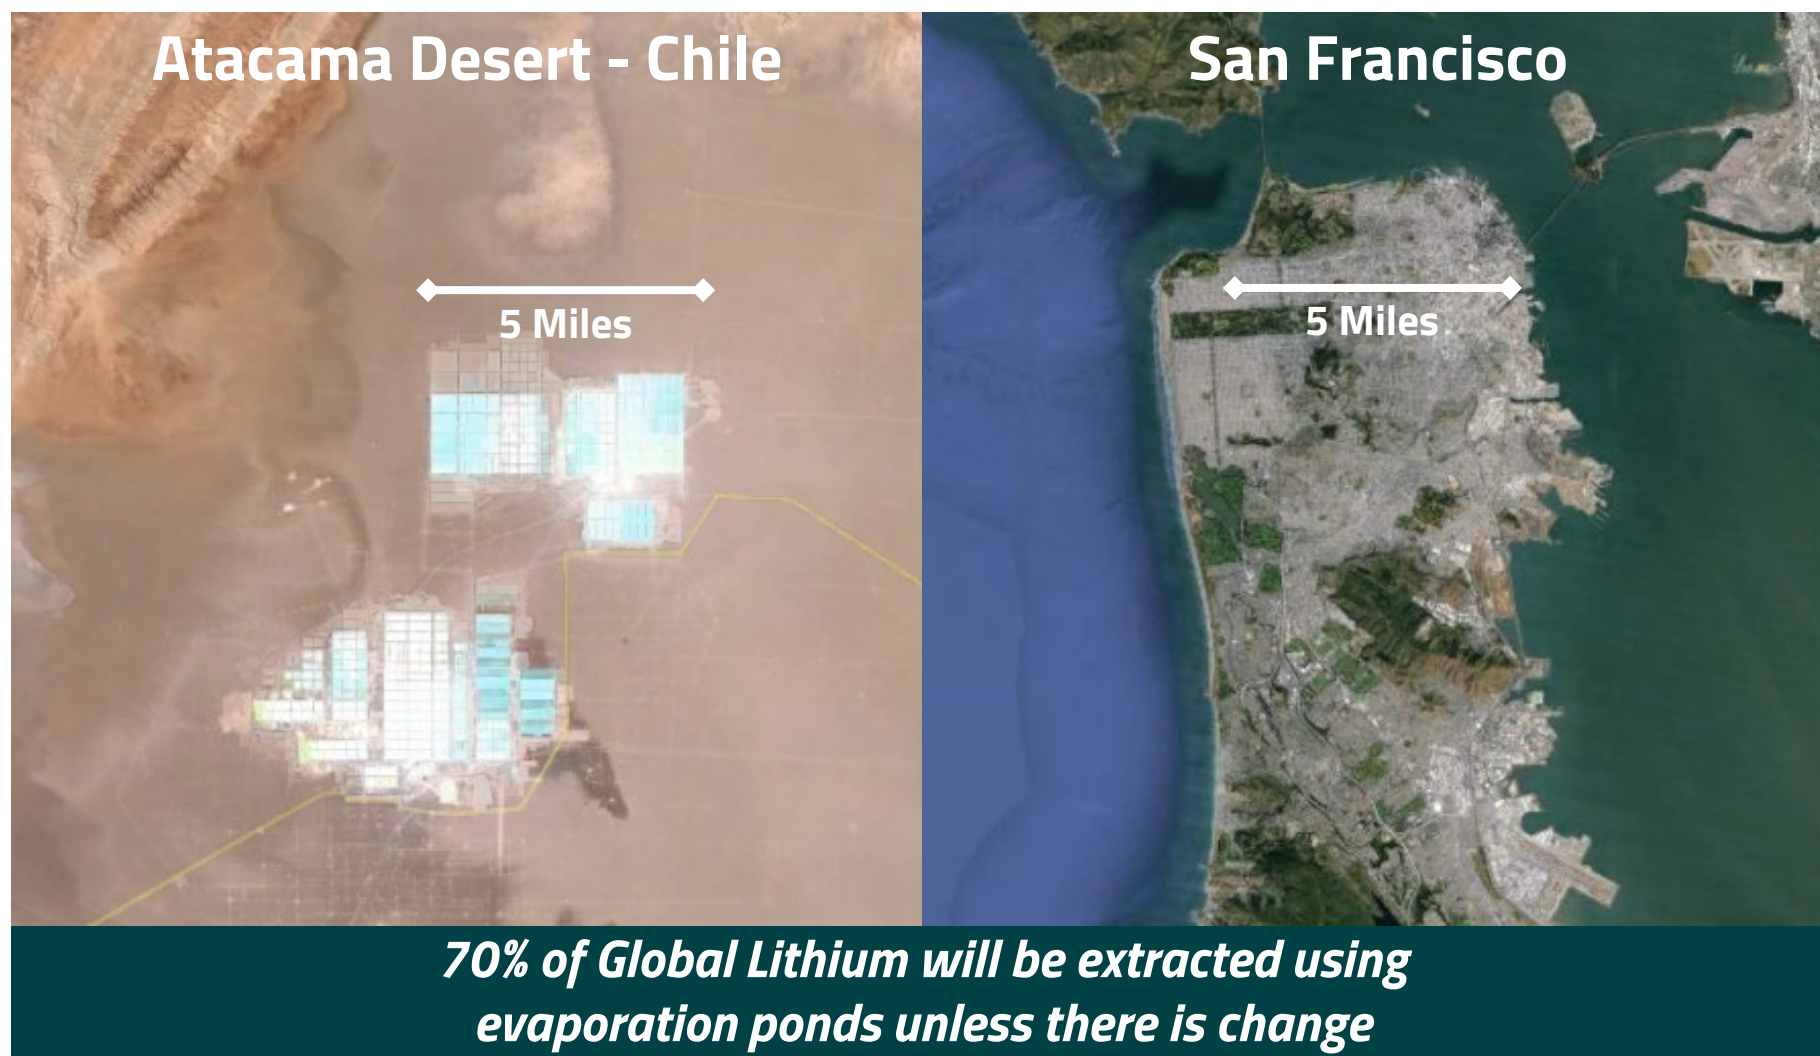 Atacama Desert - Chile
San Francisco
5 Miles
5 Miles
70% of Global Lithium will be extracted using
evaporation ponds unless there is change